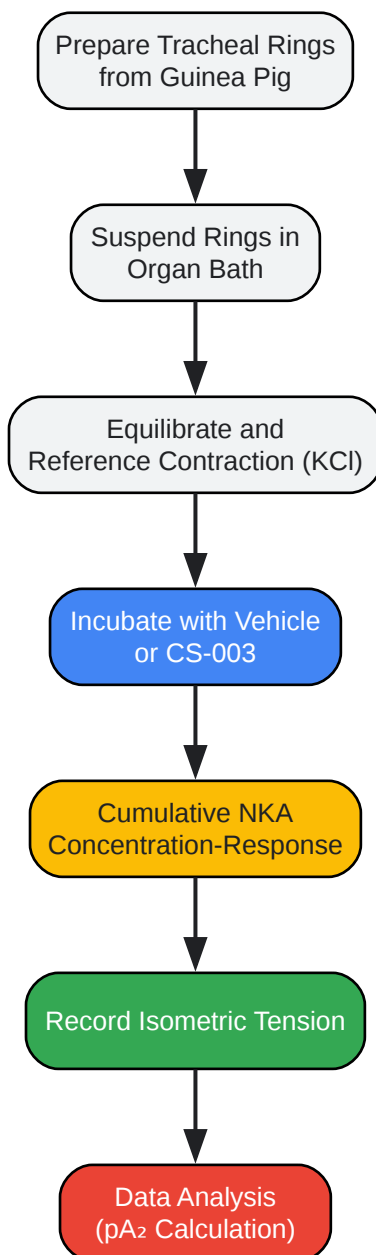 Prepare Tracheal Rings
from Guinea Pig
Suspend Rings in
Organ Bath
Equilibrate and
Reference Contraction (KCl)
Incubate with Vehicle
or CS-003
Cumulative NKA
Concentration-Response
Record Isometric Tension
Data Analysis
(pA₂ Calculation)